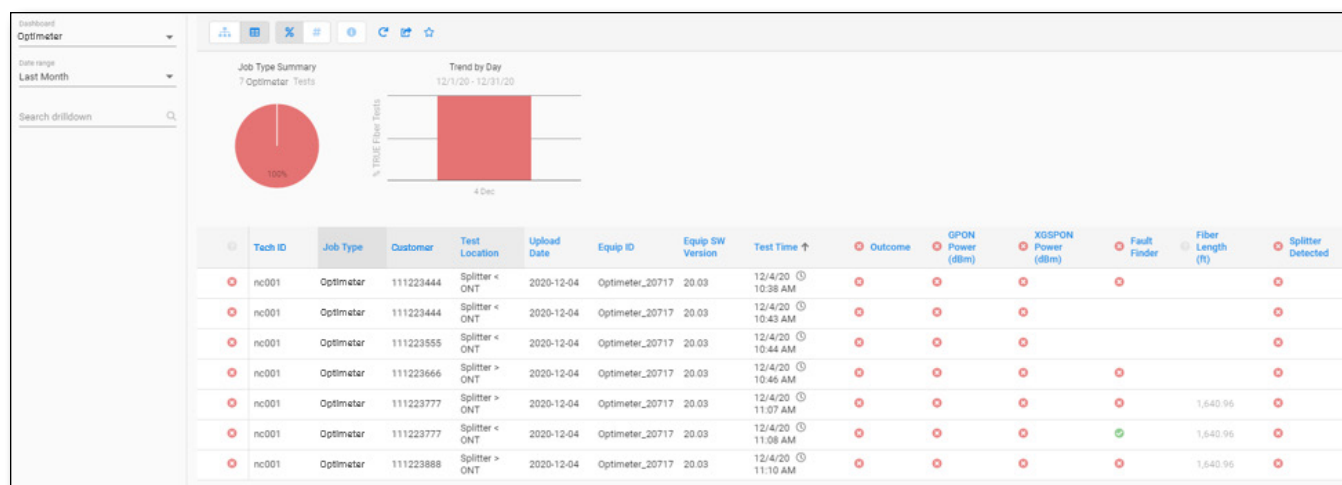 Dashboard
Optimeter
Date range
Last Month
Search drilldown
% #
Job Type Summary
7 Optimeter Tests
100%
Trend by Day
12/1/20 - 12/31/20
% TRUE Fiber Tests
4 Dec
Tech ID Job Type Customer Test Location Upload Date Equip ID Equip SW Version Test Time ↑ Outcome GPON Power (dBm) XGSPON Power (dBm) Fault Finder Fiber Length (ft) Splitter Detected
nc001 Optimeter 111223444 Splitter < ONT 2020-12-04 Optimeter_20717 20.03 12/4/20 10:38 AM
nc001 Optimeter 111223444 Splitter < ONT 2020-12-04 Optimeter_20717 20.03 12/4/20 10:43 AM
nc001 Optimeter 111223555 Splitter < ONT 2020-12-04 Optimeter_20717 20.03 12/4/20 10:44 AM
nc001 Optimeter 111223666 Splitter > ONT 2020-12-04 Optimeter_20717 20.03 12/4/20 10:46 AM
nc001 Optimeter 111223777 Splitter > ONT 2020-12-04 Optimeter_20717 20.03 12/4/20 11:07 AM 1,640.96
nc001 Optimeter 111223777 Splitter < ONT 2020-12-04 Optimeter_20717 20.03 12/4/20 11:08 AM 1,640.96
nc001 Optimeter 111223888 Splitter > ONT 2020-12-04 Optimeter_20717 20.03 12/4/20 11:10 AM 1,640.96